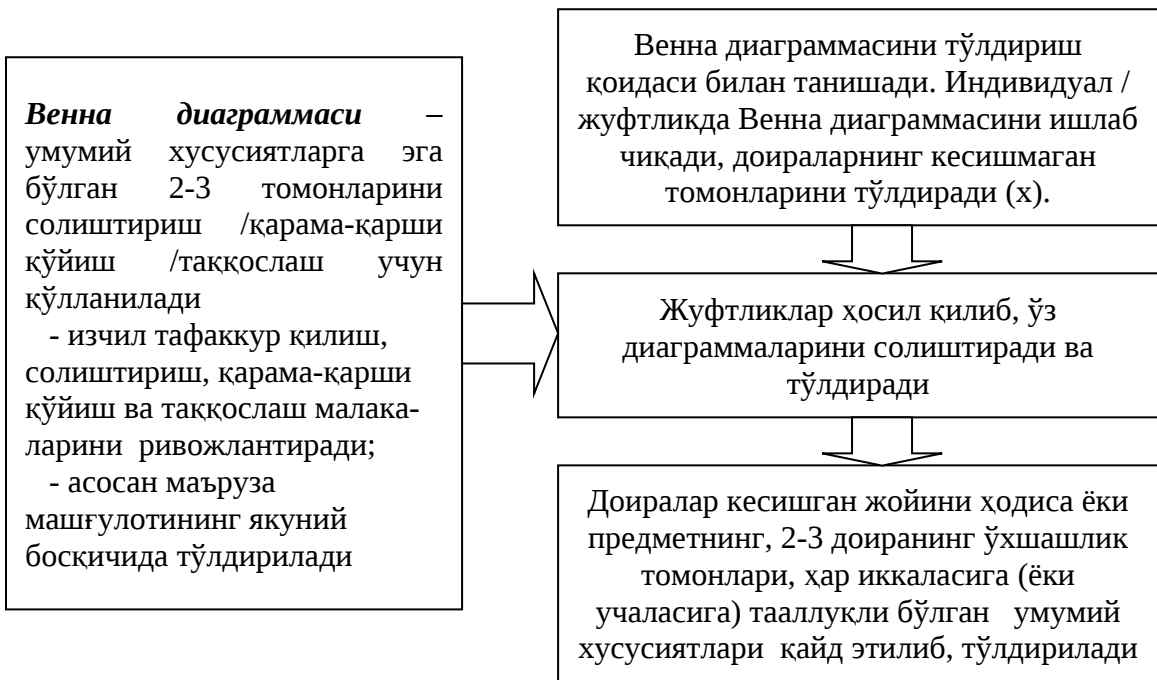 Венна диаграммаси –
умумий хусусиятларга эга
бўлган 2-3 томонларини
солиштириш /қарама-қарши
қўйиш /таққослаш учун
қўлланилади
- изчил тафаккур қилиш,
солиштириш, қарама-қарши
қўйиш ва таққослаш малака-
ларини ривожлантиради;
- асосан маъруза
машғулотининг якуний
босқичида тўлдирилади
Венна диаграммасини тўлдириш
қоидаси билан танишади. Индивидуал /
жуфтликда Венна диаграммасини ишлаб
чиқади, доираларнинг кесишмаган
томонларини тўлдиради (х).
Жуфтликлар ҳосил қилиб, ўз
диаграммаларини солиштиради ва
тўлдиради
Доиралар кесишган жойини ҳодиса ёки
предметнинг, 2-3 доиранинг ўхшашлик
томонлари, ҳар иккаласига (ёки
учаласига) тааллуқли бўлган умумий
хусусиятлари қайд этилиб, тўлдирилади